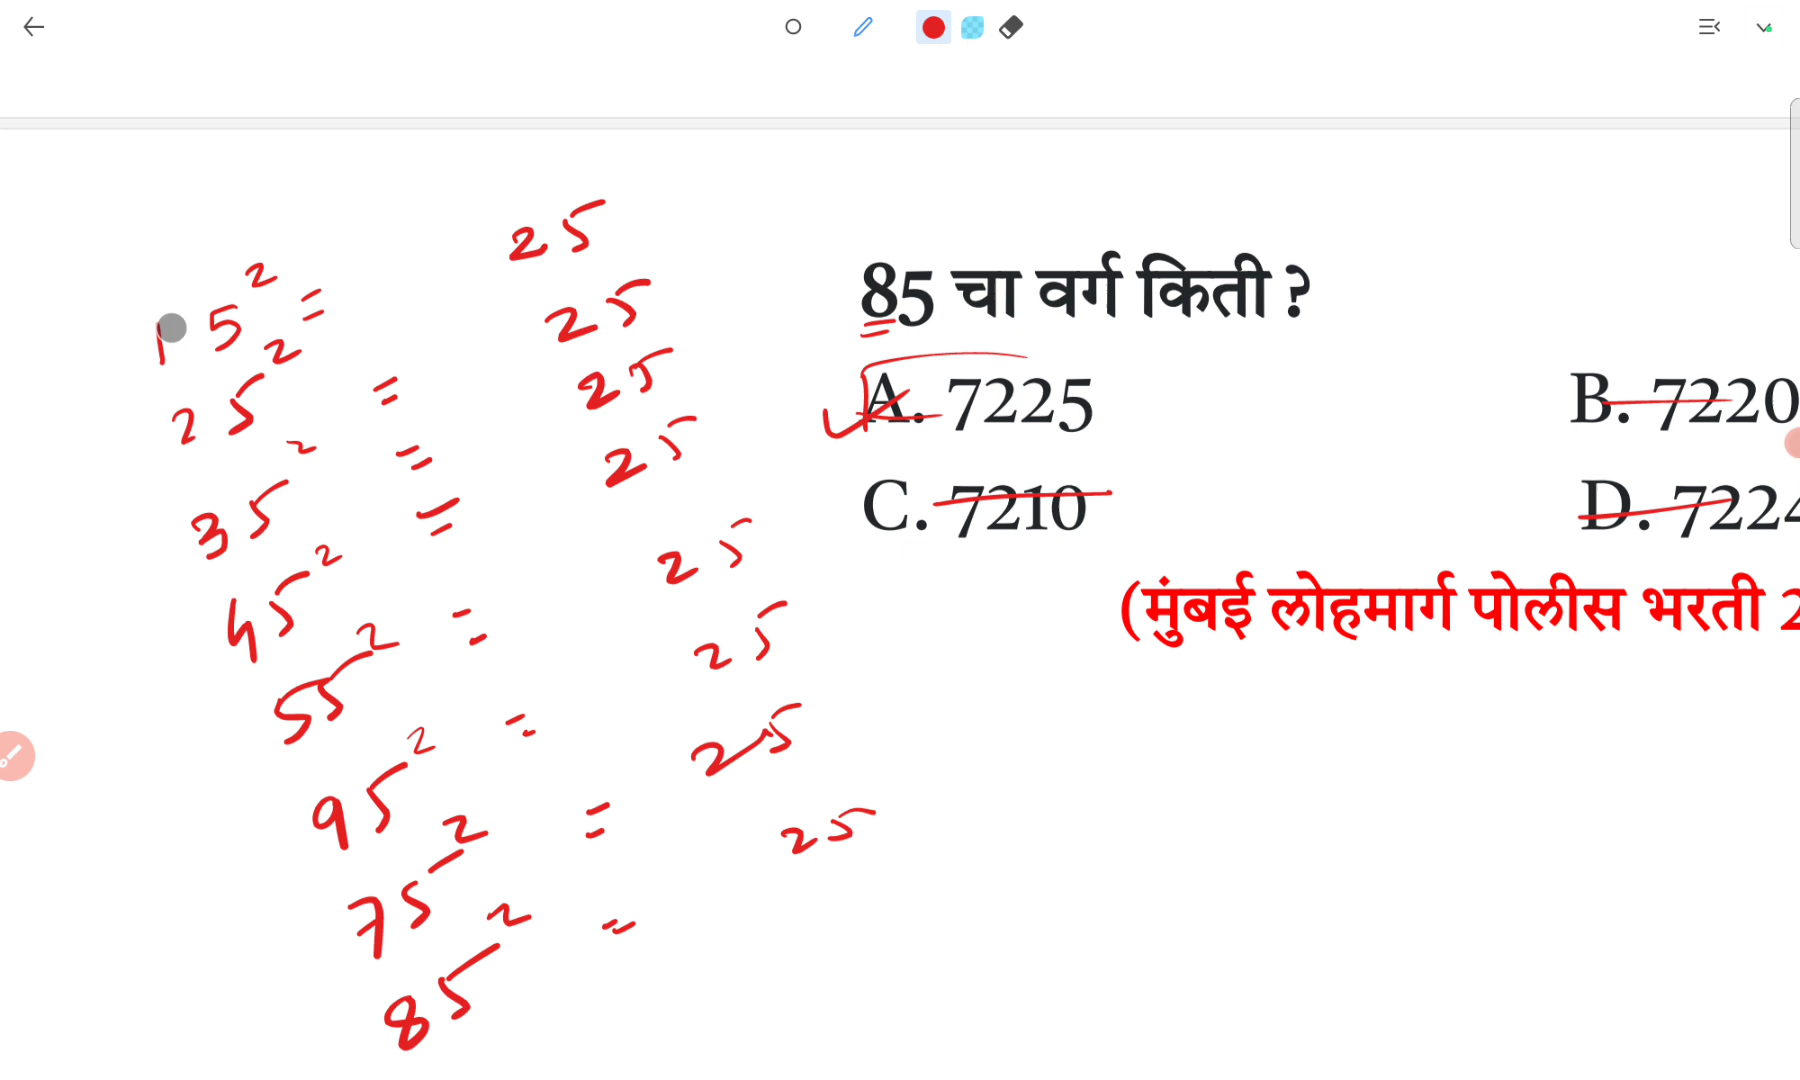 85 चा वर्ग किती ?
A. 7225
B. 7220
C. 7210
D. 7224
(मुंबई लोहमार्ग पोलीस भरती 2
15² = 25
25² = 25
35² = 25
45² = 25
55² = 25
95² = 25
75² = 25
85² = 25